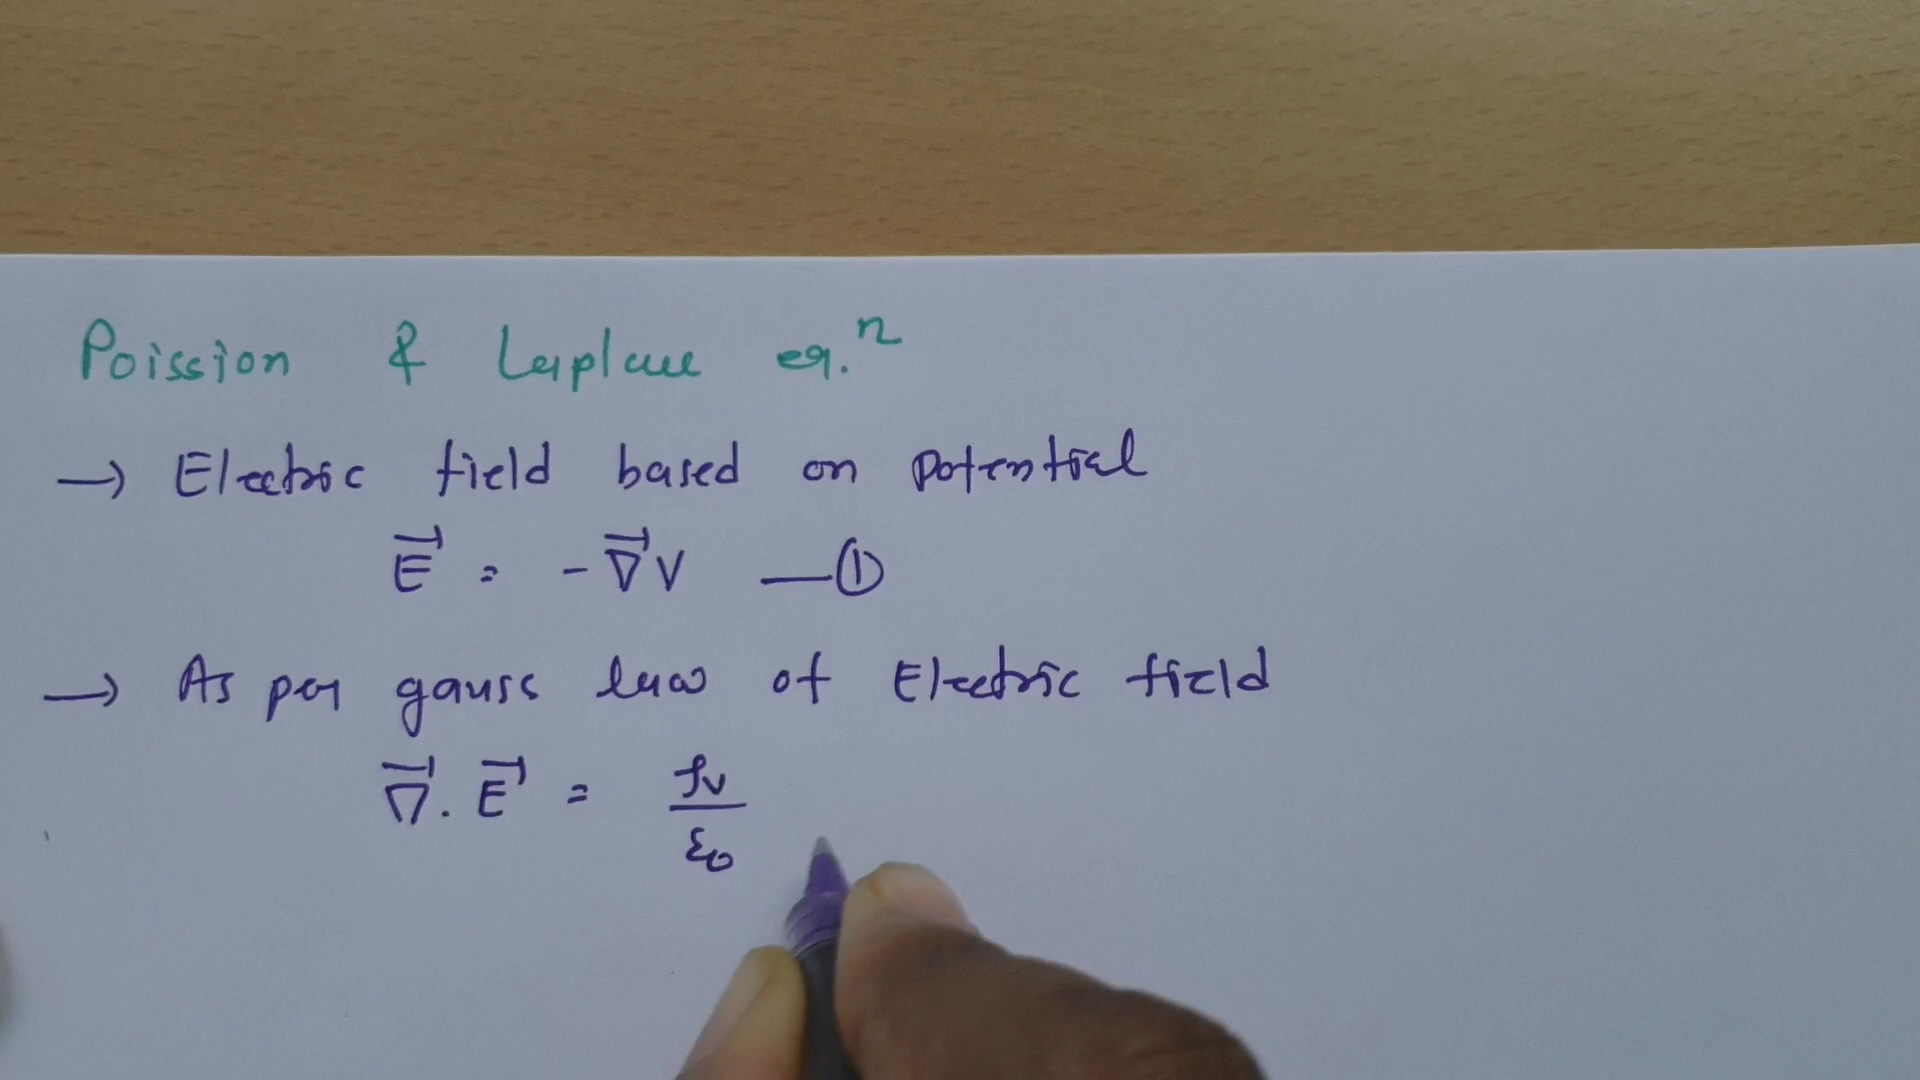 Poission & Laplace eq.ⁿ
→ Electric field based on potential
E⃗ = - ∇⃗V —①
→ As per gauss law of Electric field
∇⃗. E⃗ = ρv/ε0